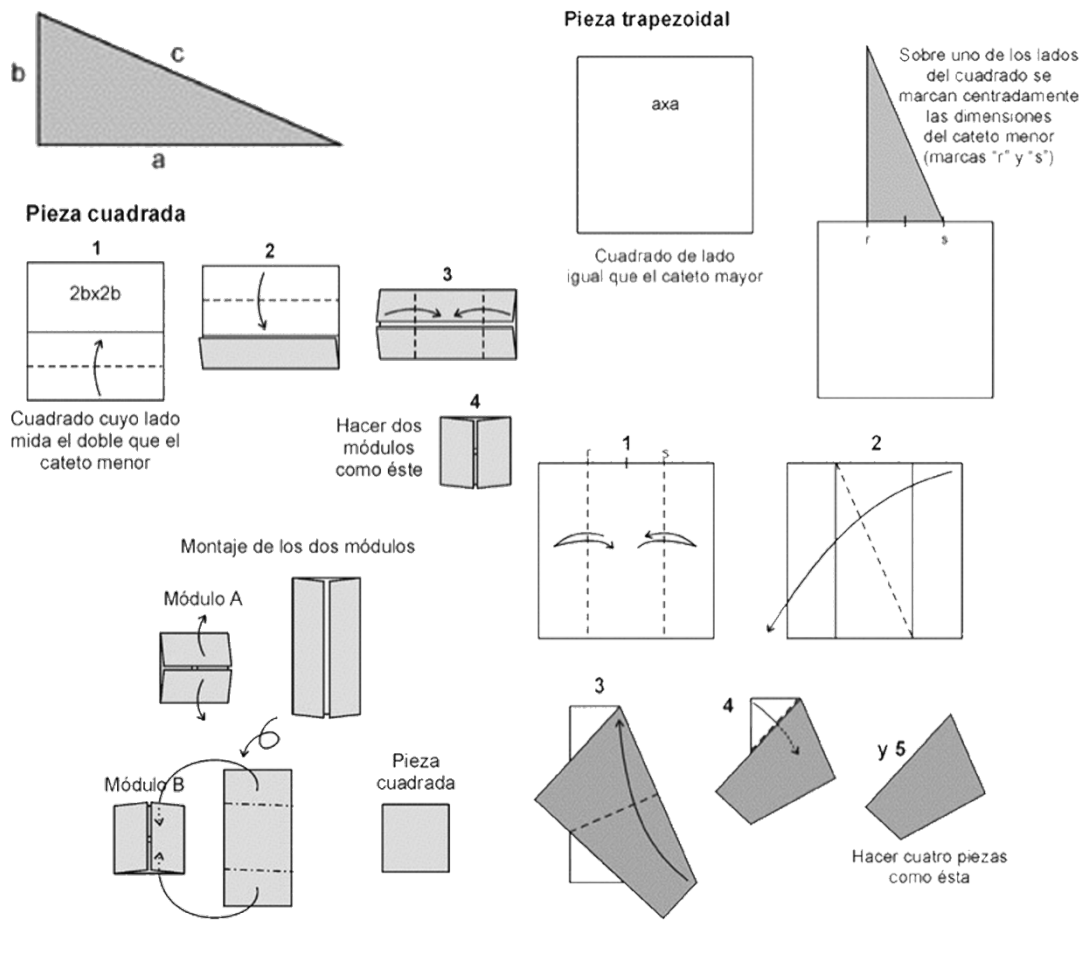 b
c
a
Pieza cuadrada
1
2bx2b
Cuadrado cuyo lado
mida el doble que el
cateto menor
2
3
4
Hacer dos
módulos
como éste
Montaje de los dos módulos
Módulo A
Módulo B
Pieza
cuadrada
Pieza trapezoidal
axa
Cuadrado de lado
igual que el cateto mayor
Sobre uno de los lados
del cuadrado se
marcan centradamente
las dimensiones
del cateto menor
(marcas "r" y "s")
r
s
1
r
s
2
3
4
y 5
Hacer cuatro piezas
como ésta